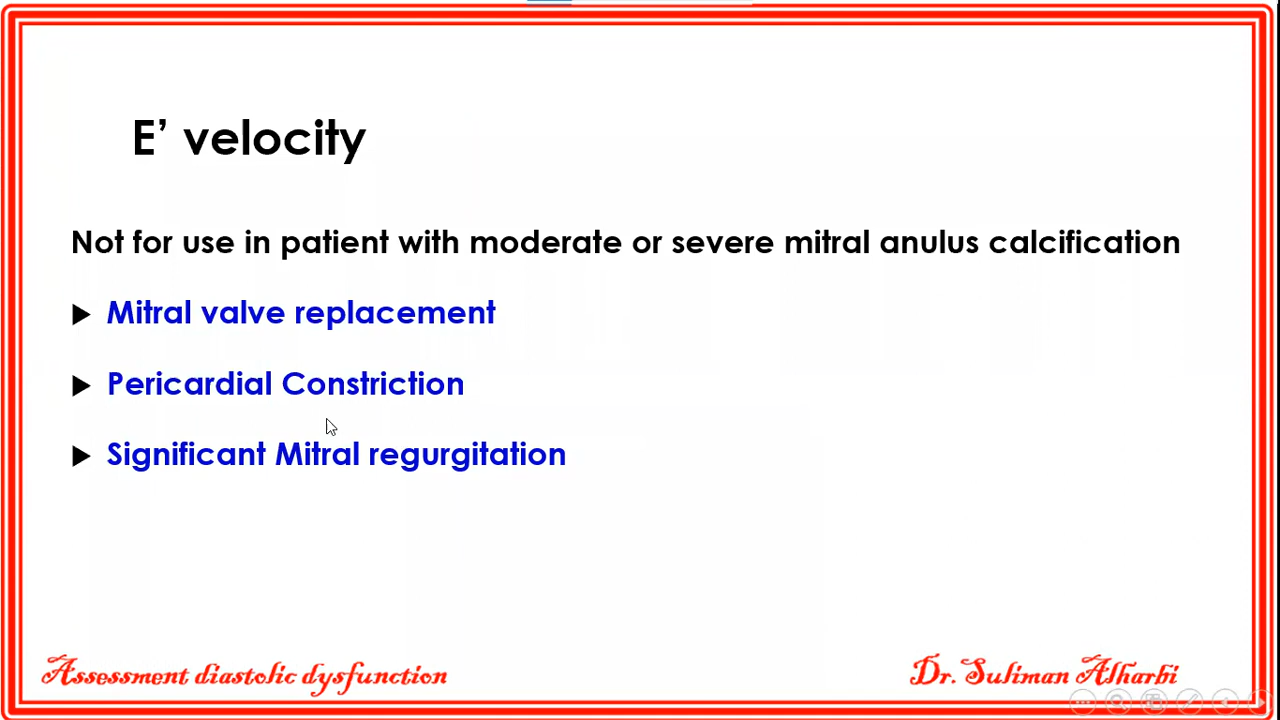 E’ velocity
Not for use in patient with moderate or severe mitral anulus calcification
Mitral valve replacement
Pericardial Constriction
Significant Mitral regurgitation
Assessment diastolic dysfunction
Dr. Suliman Alharbi